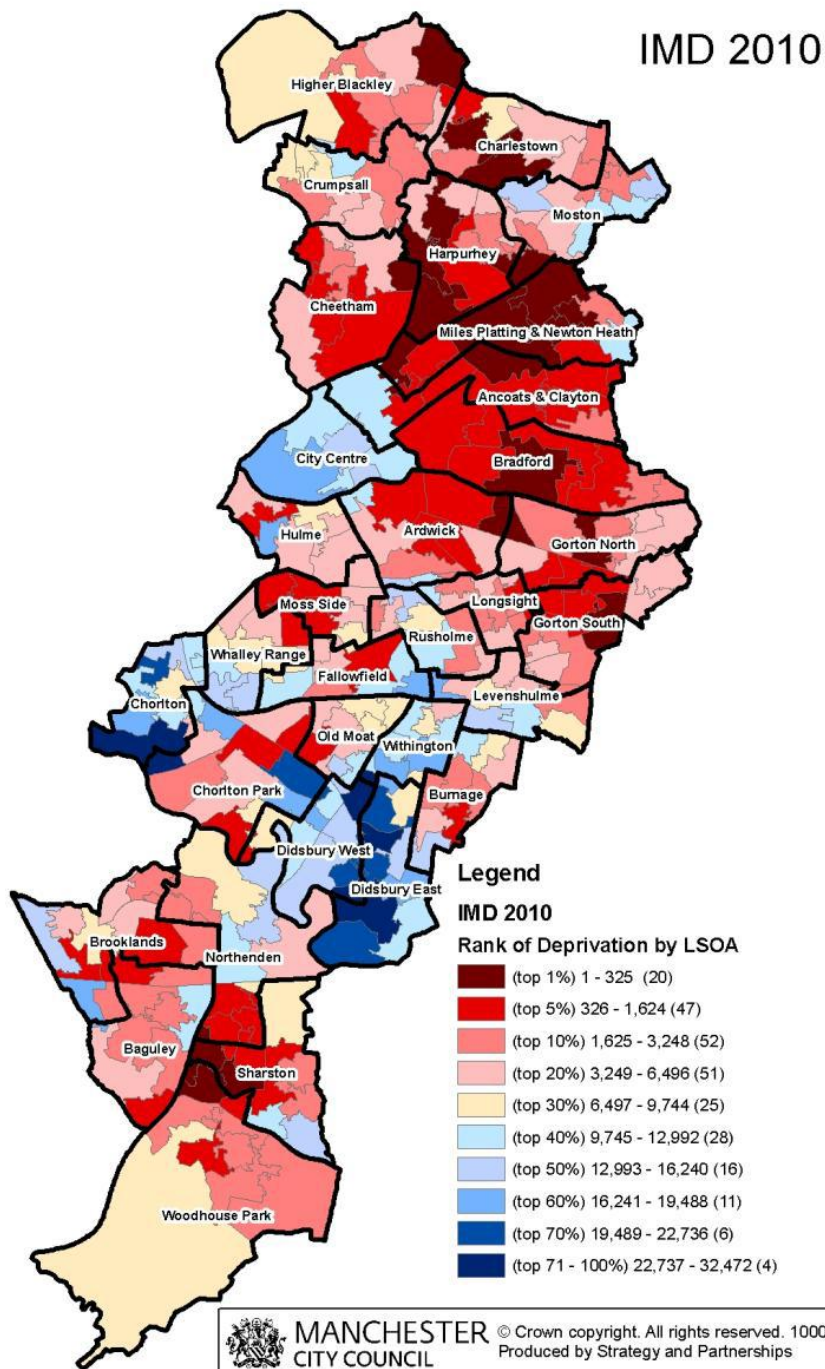 IMD 2010
Higher Blackley
Charlestown
Crumpsall
Moston
Harpurhey
Cheetham
Miles Platting & Newton Heath
Ancoats & Clayton
City Centre
Bradford
Hulme
Ardwick
Gorton North
Moss Side
Longsight
Gorton South
Whalley Range
Rusholme
Fallowfield
Chorlton
Levenshulme
Old Moat
Withington
Chorlton Park
Burnage
Didsbury West
Didsbury East
Brooklands
Northenden
Baguley
Sharston
Woodhouse Park
Legend
IMD 2010
Rank of Deprivation by LSOA
(top 1%) 1 - 325 (20)
(top 5%) 326 - 1,624 (47)
(top 10%) 1,625 - 3,248 (52)
(top 20%) 3,249 - 6,496 (51)
(top 30%) 6,497 - 9,744 (25)
(top 40%) 9,745 - 12,992 (28)
(top 50%) 12,993 - 16,240 (16)
(top 60%) 16,241 - 19,488 (11)
(top 70%) 19,489 - 22,736 (6)
(top 71 - 100%) 22,737 - 32,472 (4)
MANCHESTER
CITY COUNCIL
© Crown copyright. All rights reserved. 1000
Produced by Strategy and Partnerships